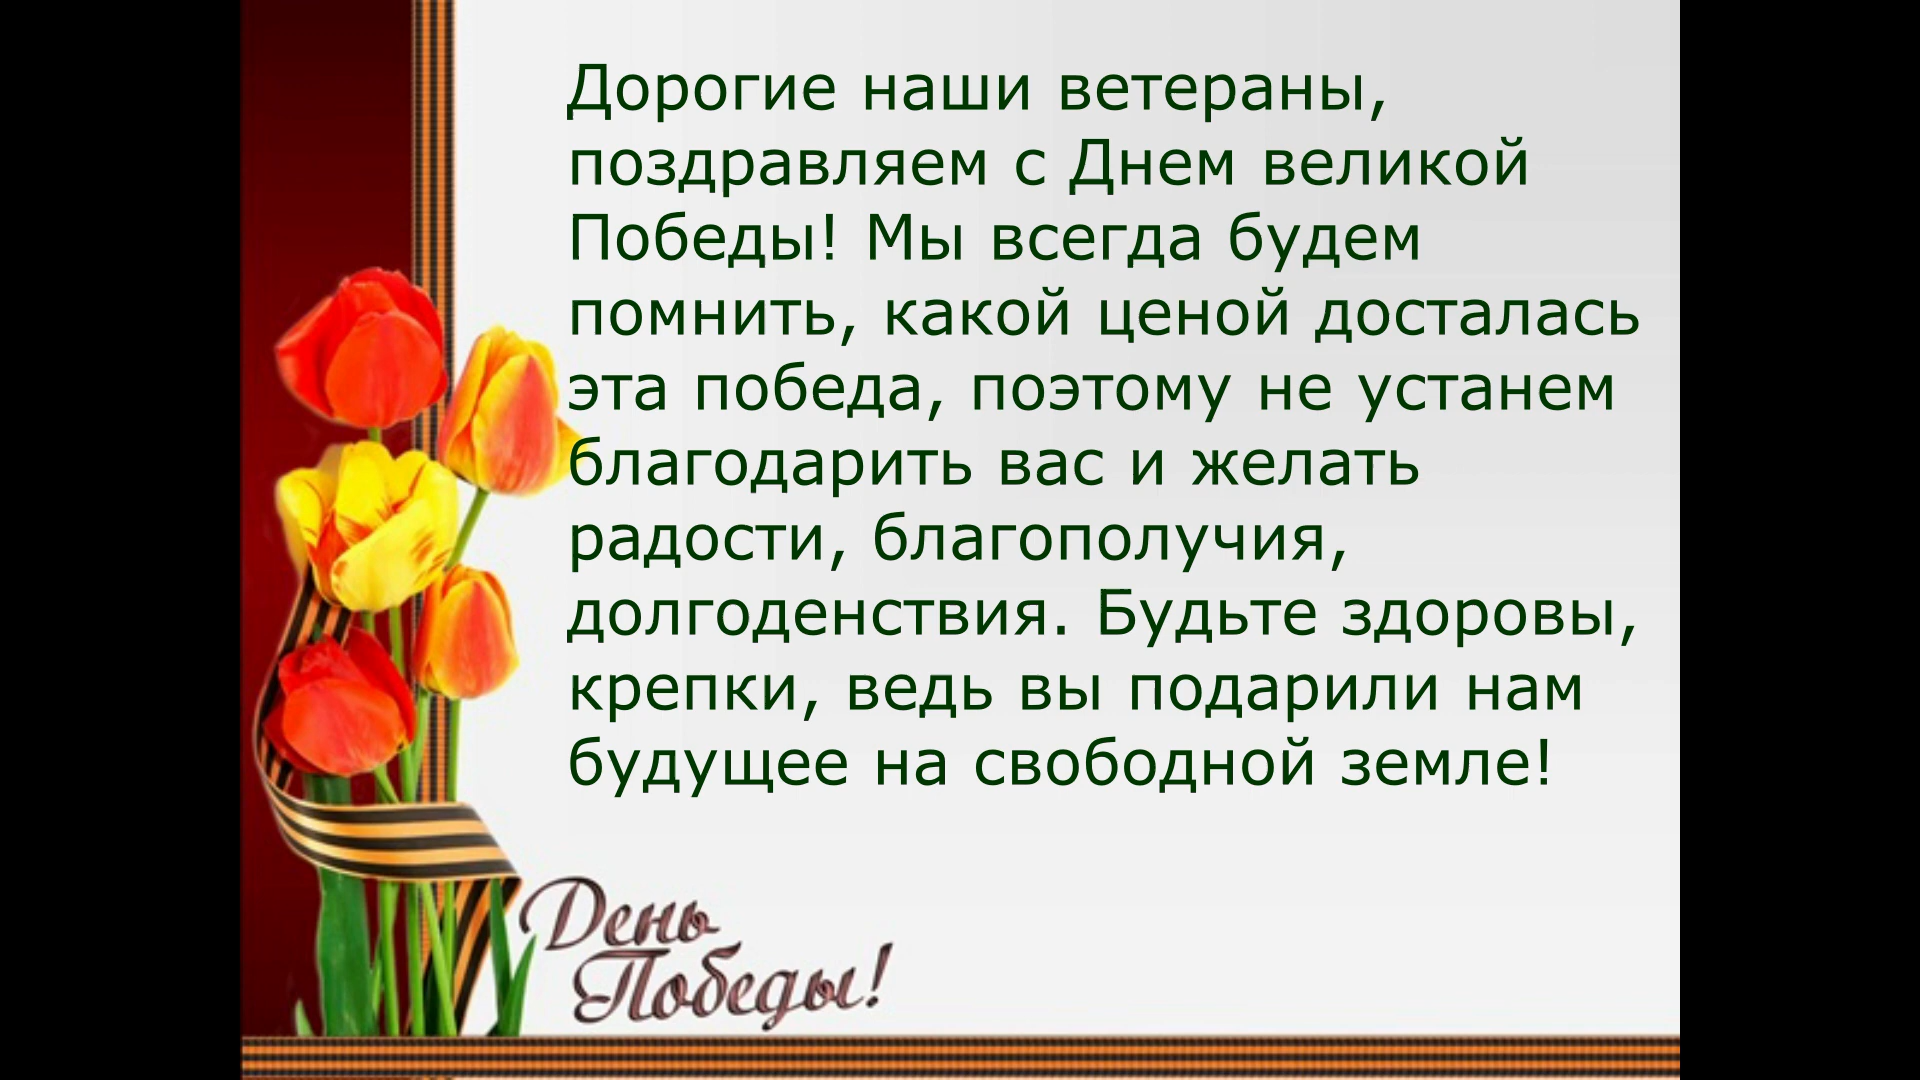 Дорогие наши ветераны,
поздравляем с Днем великой
Победы! Мы всегда будем
помнить, какой ценой досталась
эта победа, поэтому не устанем
благодарить вас и желать
радости, благополучия,
долгоденствия. Будьте здоровы,
крепки, ведь вы подарили нам
будущее на свободной земле!
День
Победы!